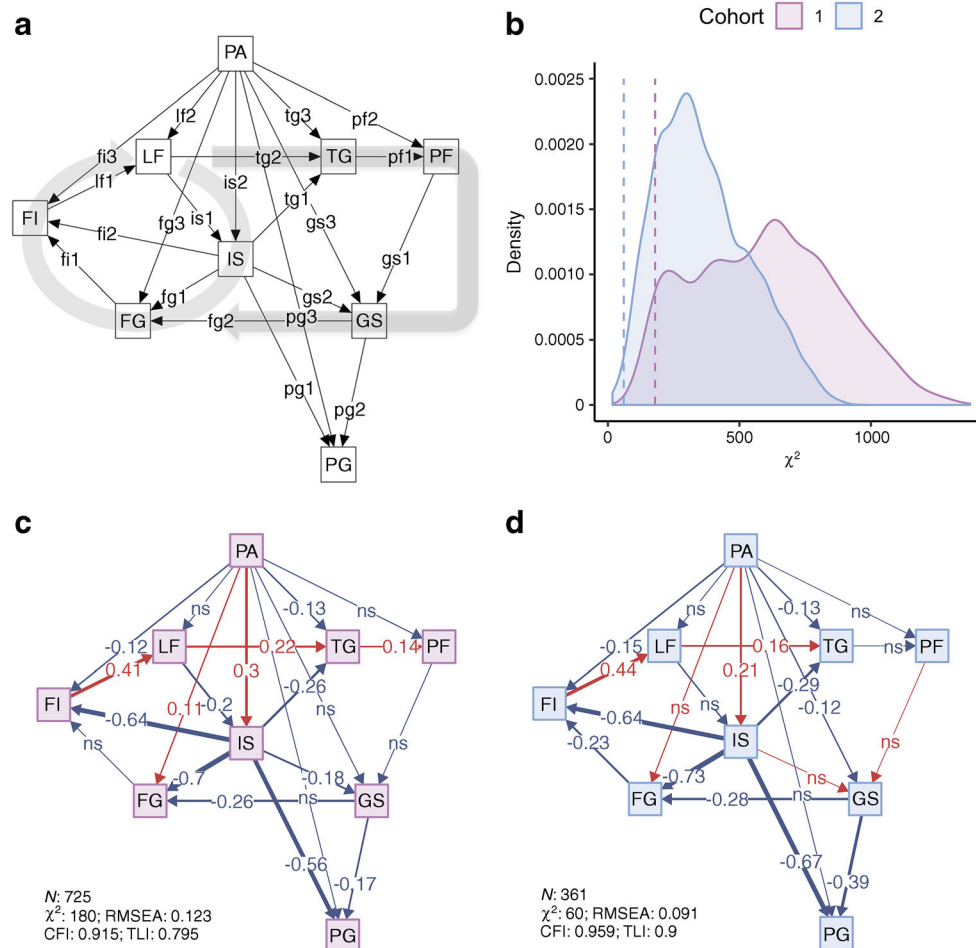 a
PA
lf2
tg3
pf2
fi3
LF
tg2
TG
pf1
PF
lf1
is2
tg1
FI
is1
fg3
gs3
fi2
IS
gs1
fi1
fg1
gs2
FG
fg2
pg3
GS
pg1
pg2
PG
b
Cohort 1 2
0.0025
0.0020
0.0015
0.0010
0.0005
0
Density
0 500 1000
χ²
c
PA
ns
-0.13
ns
-0.12
LF
0.22
TG
0.14
PF
0.41
0.3
-0.26
FI
-0.2
0.11
ns
-0.64
IS
ns
ns
-0.7
-0.18
FG
-0.26
ns
GS
-0.56
-0.17
PG
N: 725
χ²: 180; RMSEA: 0.123
CFI: 0.915; TLI: 0.795
d
PA
ns
-0.13
ns
-0.15
LF
0.16
TG
ns
PF
0.44
0.21
-0.29
FI
ns
ns
-0.12
-0.64
IS
ns
-0.23
-0.73
ns
FG
-0.28
ns
GS
-0.67
-0.39
PG
N: 361
χ²: 60; RMSEA: 0.091
CFI: 0.959; TLI: 0.9